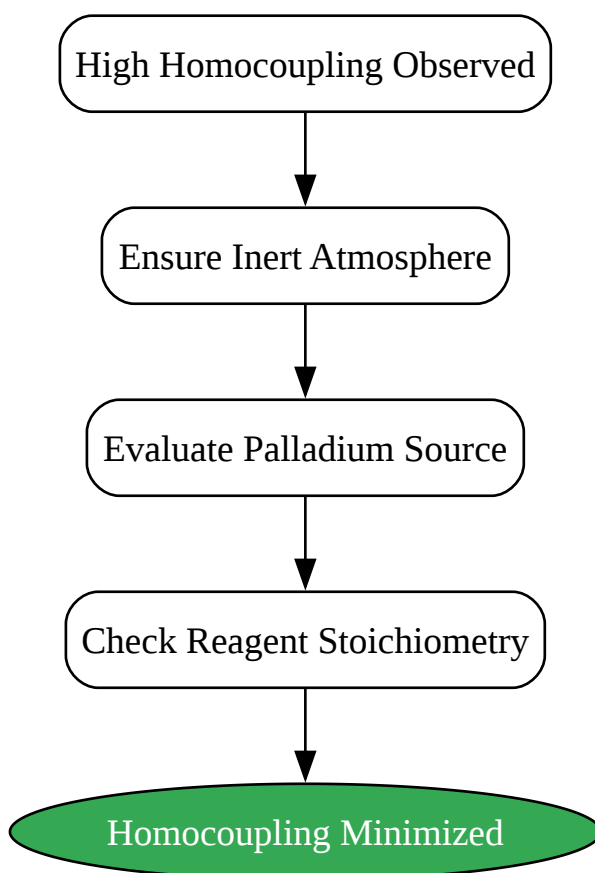 High Homocoupling Observed
Ensure Inert Atmosphere
Evaluate Palladium Source
Check Reagent Stoichiometry
Homocoupling Minimized